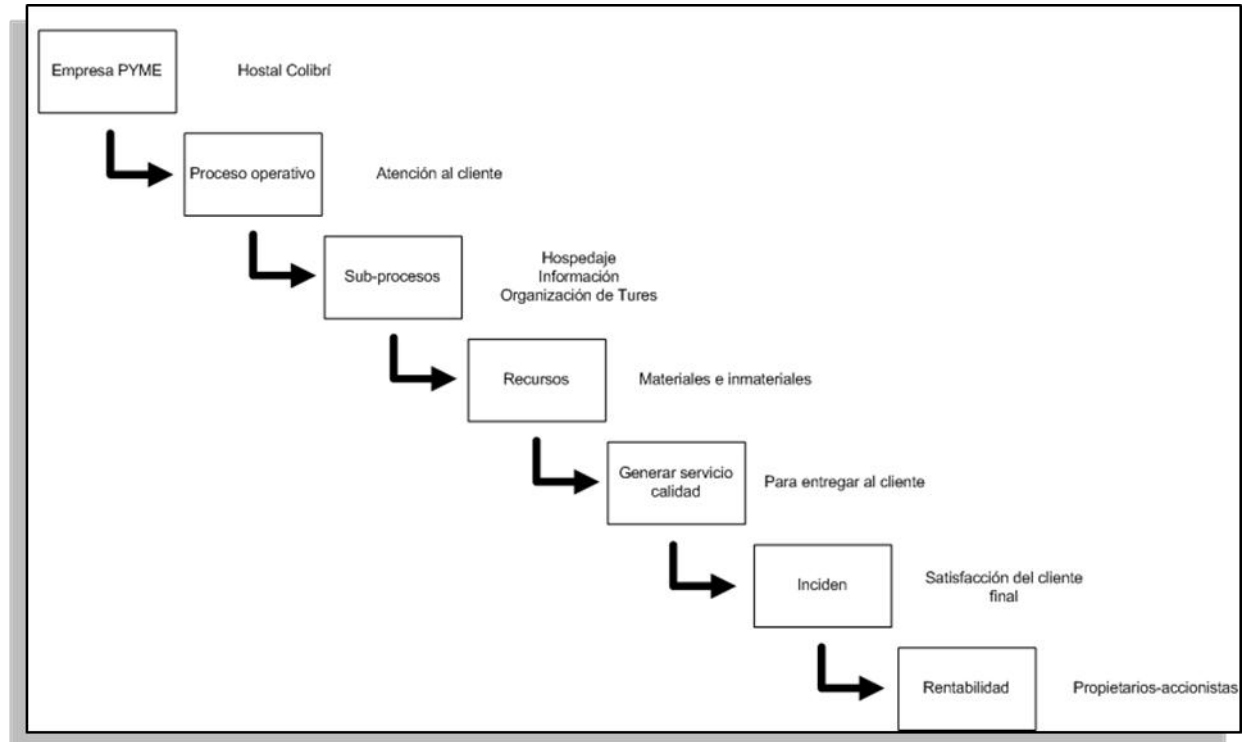 Empresa PYME
Hostal Colibrí
Proceso operativo
Atención al cliente
Sub-procesos
Hospedaje
Información
Organización de Tures
Recursos
Materiales e inmateriales
Generar servicio
calidad
Para entregar al cliente
Inciden
Satisfacción del cliente
final
Rentabilidad
Propietarios-accionistas